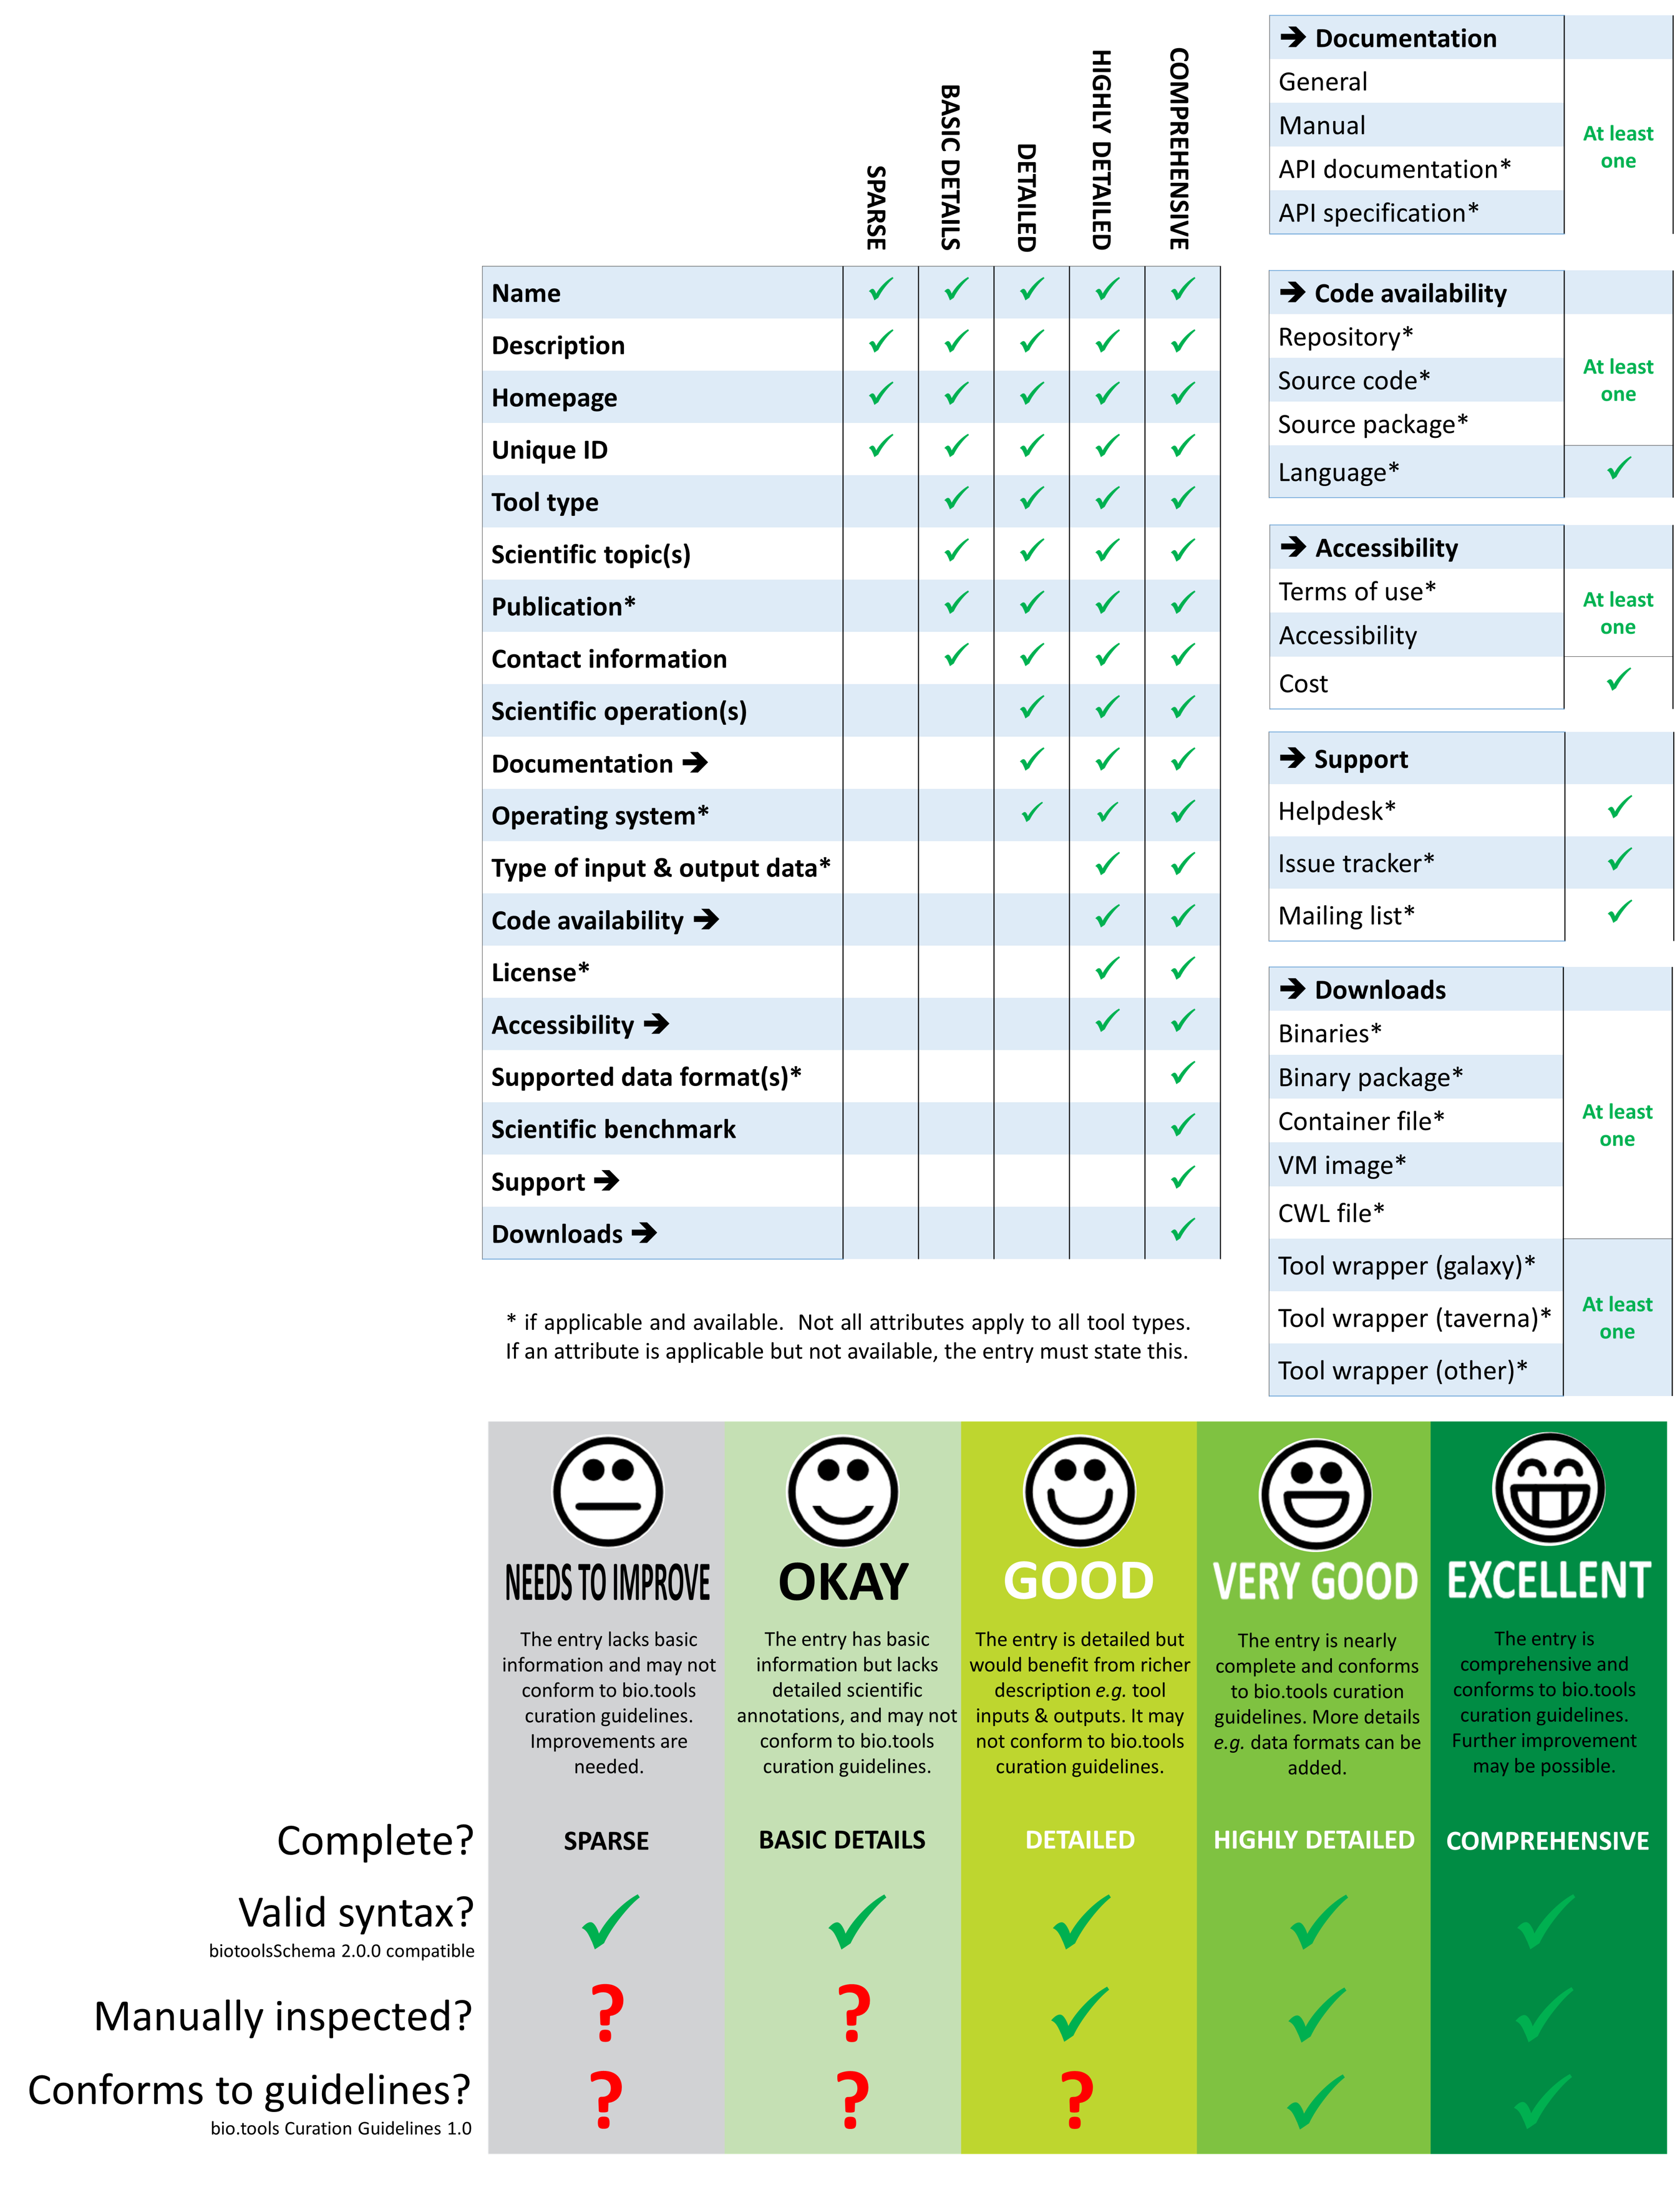 SPARSE
BASIC DETAILS
DETAILED
HIGHLY DETAILED
COMPREHENSIVE
Name ✓ ✓ ✓ ✓ ✓
Description ✓ ✓ ✓ ✓ ✓
Homepage ✓ ✓ ✓ ✓ ✓
Unique ID ✓ ✓ ✓ ✓ ✓
Tool type ✓ ✓ ✓ ✓
Scientific topic(s) ✓ ✓ ✓ ✓
Publication* ✓ ✓ ✓ ✓
Contact information ✓ ✓ ✓ ✓
Scientific operation(s) ✓ ✓ ✓
Documentation ➔ ✓ ✓ ✓
Operating system* ✓ ✓ ✓
Type of input & output data* ✓ ✓
Code availability ➔ ✓ ✓
License* ✓ ✓
Accessibility ➔ ✓ ✓
Supported data format(s)* ✓
Scientific benchmark ✓
Support ➔ ✓
Downloads ➔ ✓
* if applicable and available. Not all attributes apply to all tool types.
If an attribute is applicable but not available, the entry must state this.
➔ Documentation
General
Manual
API documentation*
API specification*
At least
one
➔ Code availability
Repository*
Source code*
Source package*
At least
one
Language* ✓
➔ Accessibility
Terms of use*
Accessibility
At least
one
Cost ✓
➔ Support
Helpdesk* ✓
Issue tracker* ✓
Mailing list* ✓
➔ Downloads
Binaries*
Binary package*
Container file*
VM image*
CWL file*
At least
one
Tool wrapper (galaxy)*
Tool wrapper (taverna)*
Tool wrapper (other)*
At least
one
NEEDS TO IMPROVE
The entry lacks basic
information and may not
conform to bio.tools
curation guidelines.
Improvements are
needed.
OKAY
The entry has basic
information but lacks
detailed scientific
annotations, and may not
conform to bio.tools
curation guidelines.
GOOD
The entry is detailed but
would benefit from richer
description e.g. tool
inputs & outputs. It may
not conform to bio.tools
curation guidelines.
VERY GOOD
The entry is nearly
complete and conforms
to bio.tools curation
guidelines. More details
e.g. data formats can be
added.
EXCELLENT
The entry is
comprehensive and
conforms to bio.tools
curation guidelines.
Further improvement
may be possible.
Complete? SPARSE BASIC DETAILS DETAILED HIGHLY DETAILED COMPREHENSIVE
Valid syntax? ✓ ✓ ✓ ✓ ✓
biotoolsSchema 2.0.0 compatible
Manually inspected? ? ? ✓ ✓ ✓
Conforms to guidelines? ? ? ? ✓ ✓
bio.tools Curation Guidelines 1.0